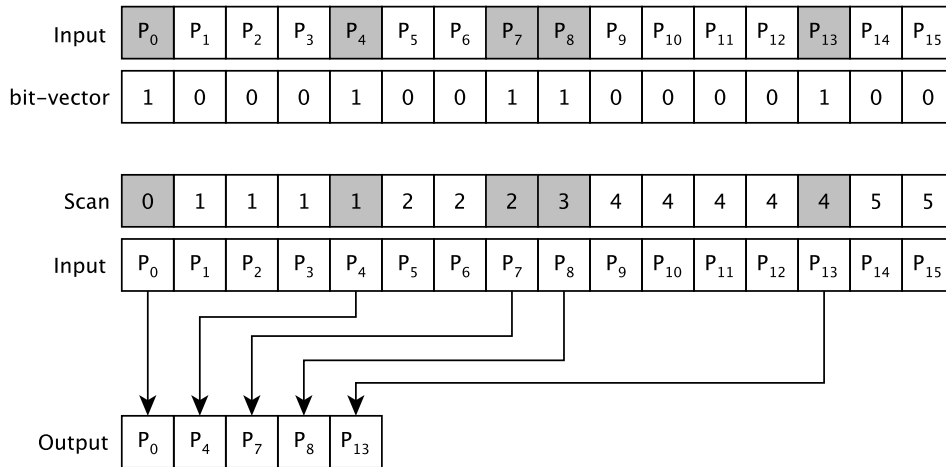 Input P₀ P₁ P₂ P₃ P₄ P₅ P₆ P₇ P₈ P₉ P₁₀ P₁₁ P₁₂ P₁₃ P₁₄ P₁₅
bit-vector 1 0 0 0 1 0 0 1 1 0 0 0 0 1 0 0
Scan 0 1 1 1 1 2 2 2 3 4 4 4 4 4 5 5
Input P₀ P₁ P₂ P₃ P₄ P₅ P₆ P₇ P₈ P₉ P₁₀ P₁₁ P₁₂ P₁₃ P₁₄ P₁₅
Output P₀ P₄ P₇ P₈ P₁₃